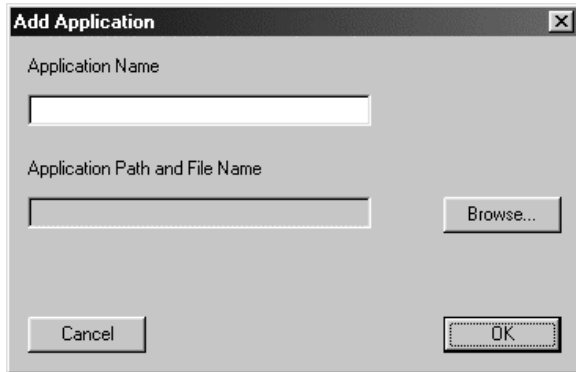 Add Application
Application Name
Application Path and File Name
Browse...
Cancel
OK